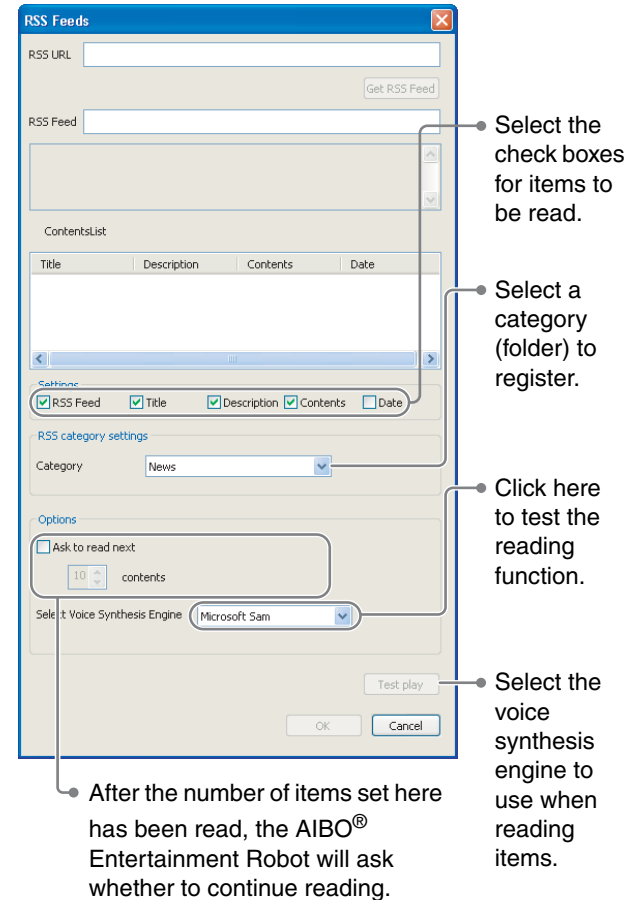 RSS Feeds
RSS URL
Get RSS Feed
RSS Feed
ContentsList
Title Description Contents Date
Settings
RSS Feed Title Description Contents Date
RSS category settings
Category News
Options
Ask to read next
10 contents
Select Voice Synthesis Engine Microsoft Sam
Test play
OK Cancel
Select the
check boxes
for items to
be read.
Select a
category
(folder) to
register.
Click here
to test the
reading
function.
Select the
voice
synthesis
engine to
use when
reading
items.
After the number of items set here
has been read, the AIBO®
Entertainment Robot will ask
whether to continue reading.